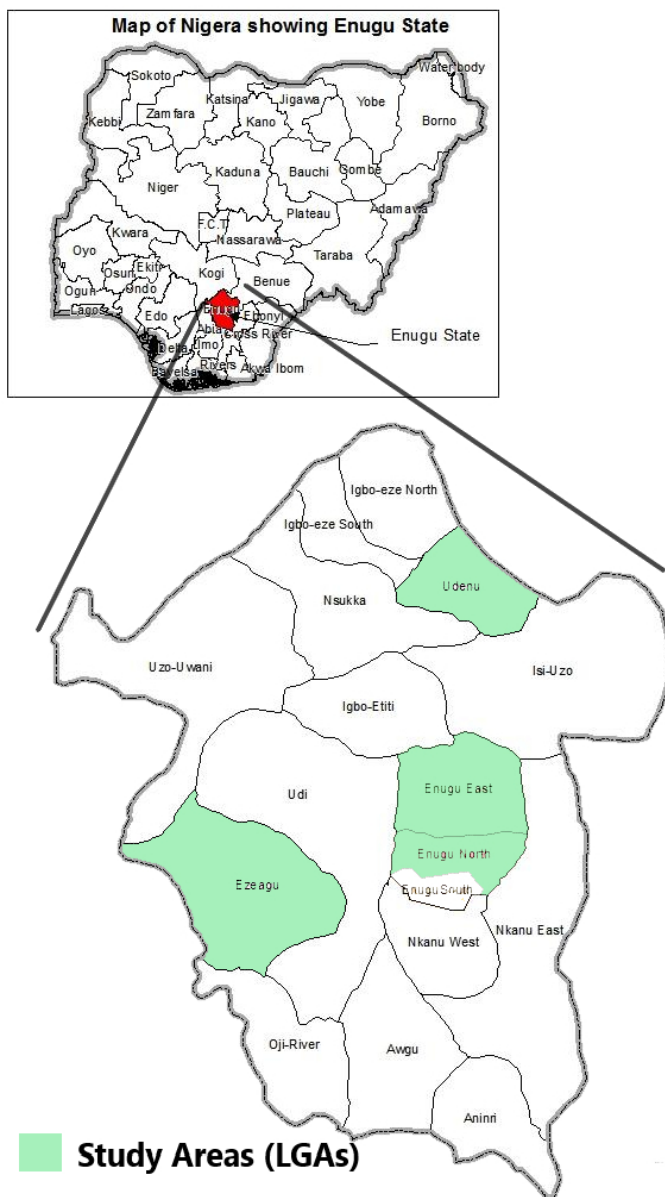 Map of Nigera showing Enugu State
Water body
Sokoto
Katsina
Jigawa
Yobe
Zamfara
Kano
Borno
Kebbi
Kaduna
Bauchi
Gombe
Niger
Plateau
Adamawa
F.C.T
Kwara
Nassarawa
Taraba
Oyo
Ekiti
Kogi
Benue
Osun
Ogun
Ondo
Lagos
Edo
Enugu
Ebonyi
Abia
Cross River
Enugu State
Delta
Imo
Rivers
Bayelsa
Akwa Ibom
Igbo-eze North
Igbo-eze South
Udenu
Nsukka
Uzo-Uwani
Isi-Uzo
Igbo-Etiti
Enugu East
Udi
Enugu North
Ezeagu
Enugu South
Nkanu East
Nkanu West
Oji-River
Awgu
Aninri
Study Areas (LGAs)